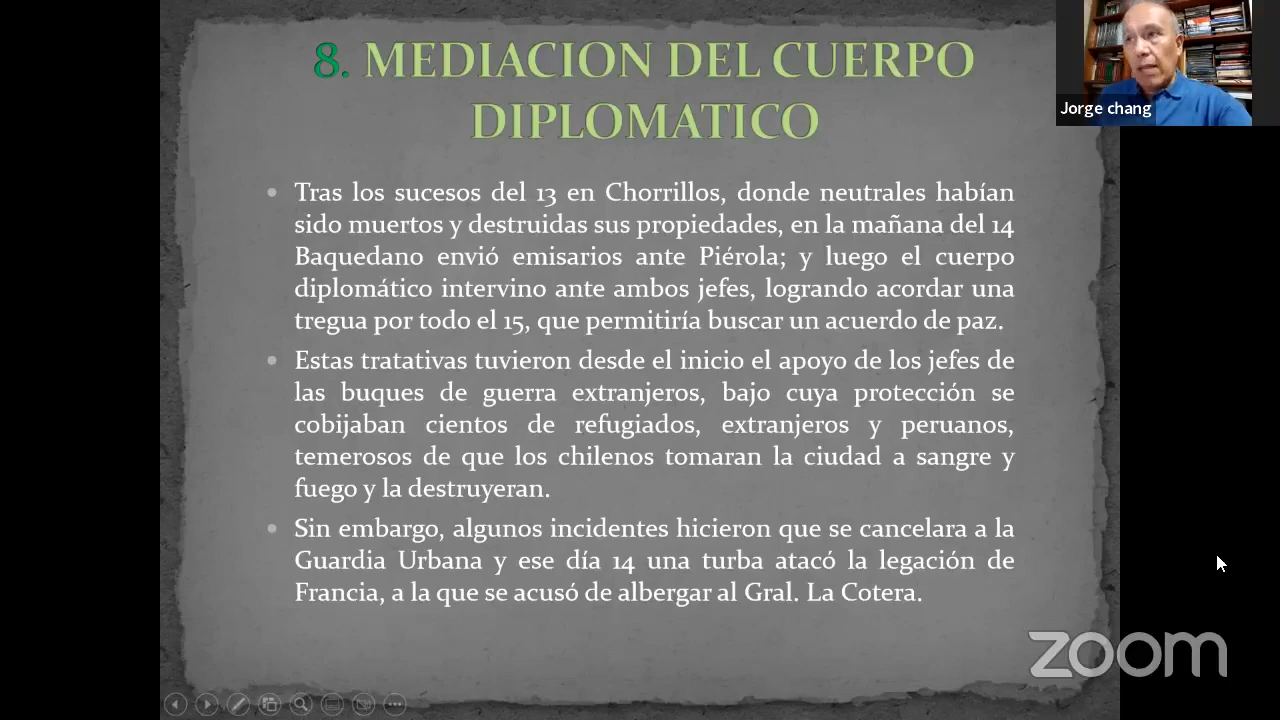 8. MEDIACION DEL CUERPO
DIPLOMATICO
Jorge chang
• Tras los sucesos del 13 en Chorrillos, donde neutrales habían
sido muertos y destruidas sus propiedades, en la mañana del 14
Baquedano envió emisarios ante Piérola; y luego el cuerpo
diplomático intervino ante ambos jefes, logrando acordar una
tregua por todo el 15, que permitiría buscar un acuerdo de paz.
• Estas tratativas tuvieron desde el inicio el apoyo de los jefes de
las buques de guerra extranjeros, bajo cuya protección se
cobijaban cientos de refugiados, extranjeros y peruanos,
temerosos de que los chilenos tomaran la ciudad a sangre y
fuego y la destruyeran.
• Sin embargo, algunos incidentes hicieron que se cancelara a la
Guardia Urbana y ese día 14 una turba atacó la legación de
Francia, a la que se acusó de albergar al Gral. La Cotera.
zoom